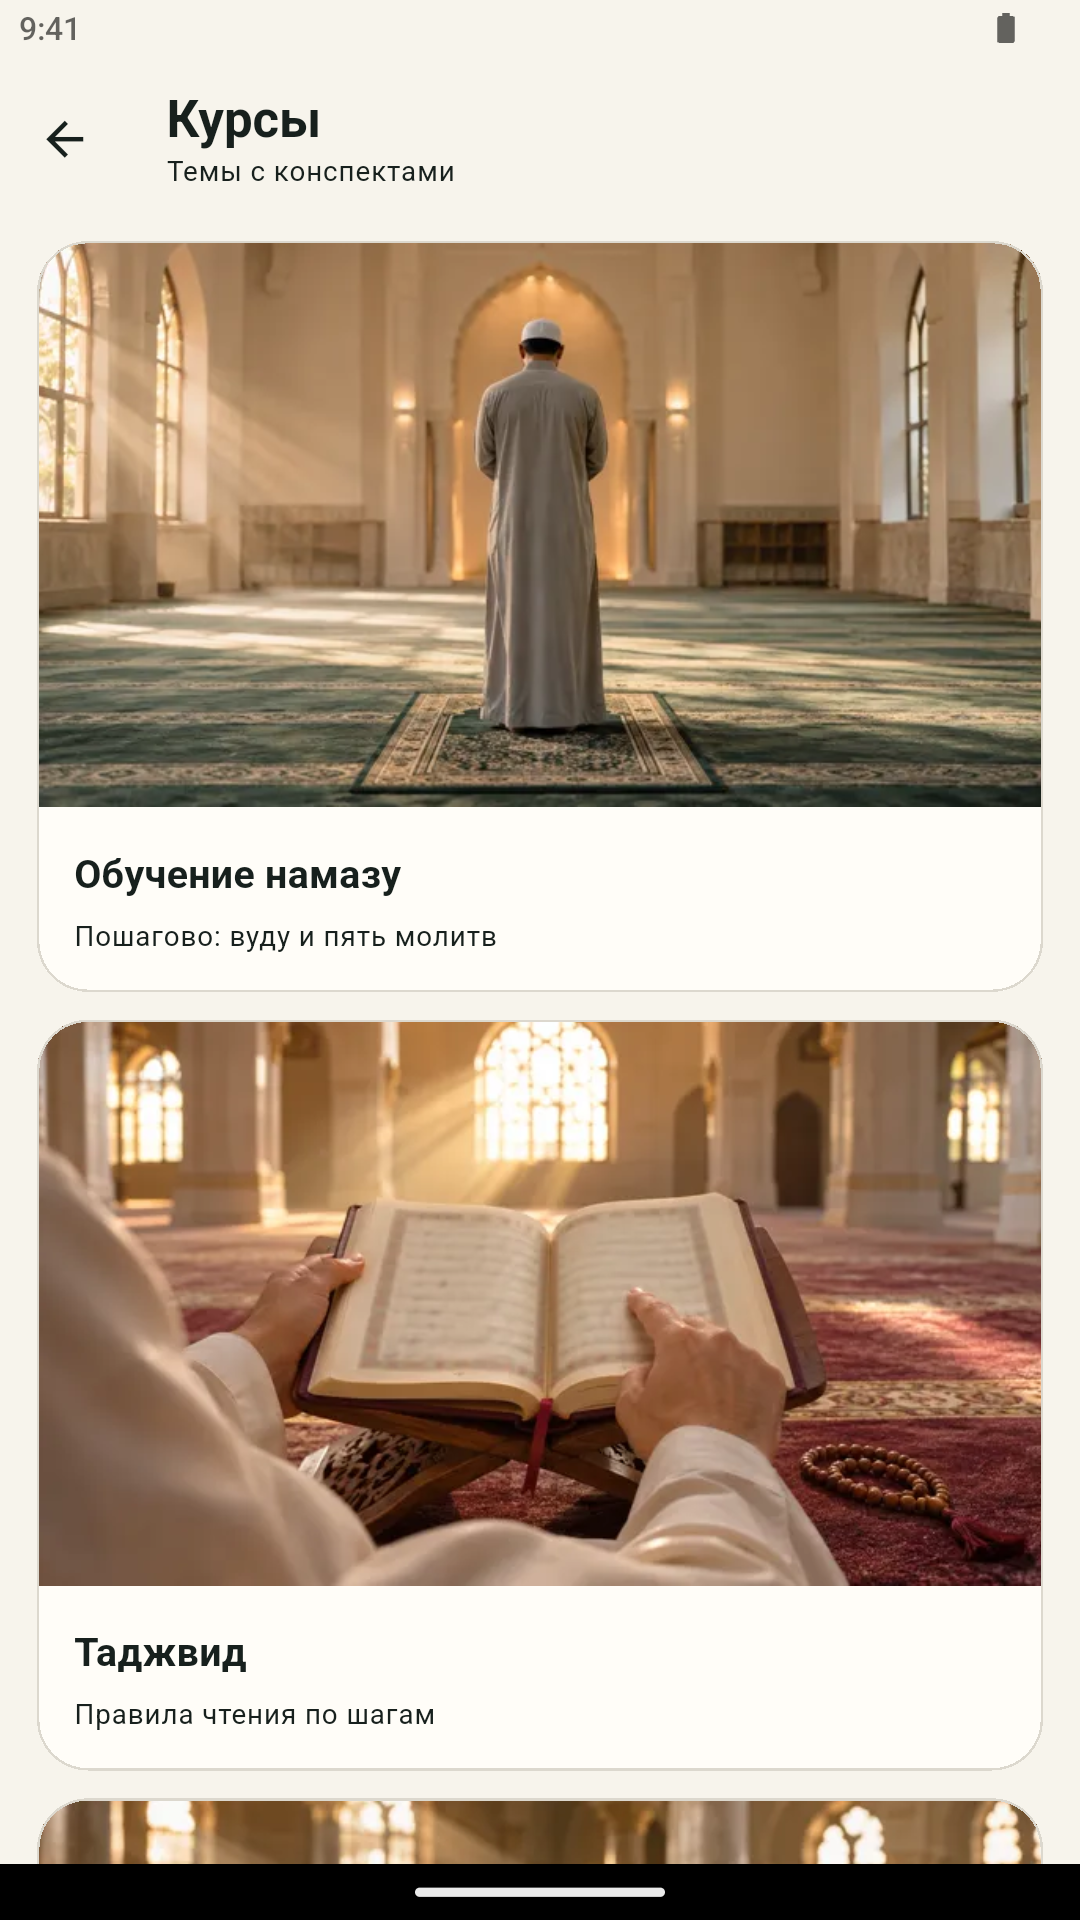 9:41
Курсы
Темы с конспектами
Обучение намазу
Пошагово: вуду и пять молитв
Таджвид
Правила чтения по шагам